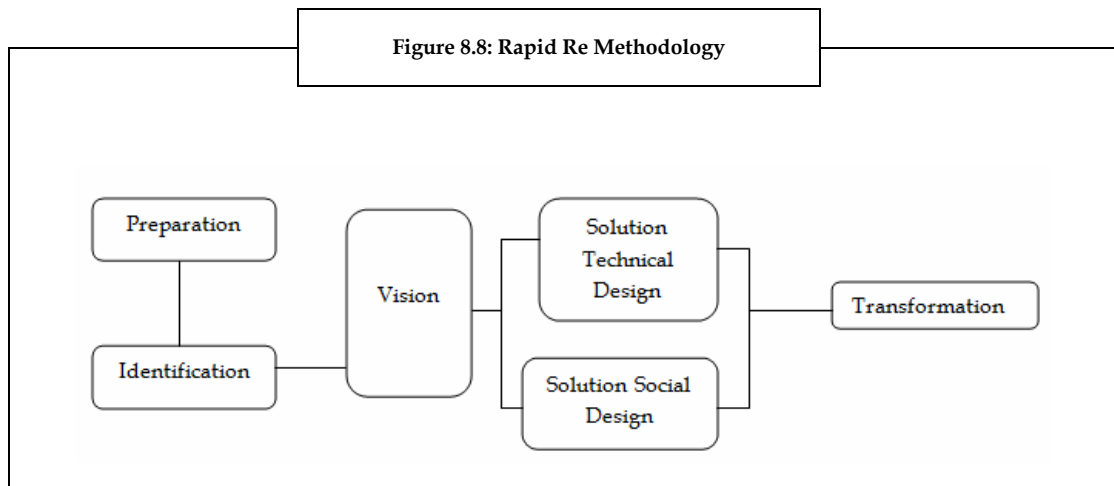 Figure 8.8: Rapid Re Methodology
Preparation
Identification
Vision
Solution
Technical
Design
Solution Social
Design
Transformation